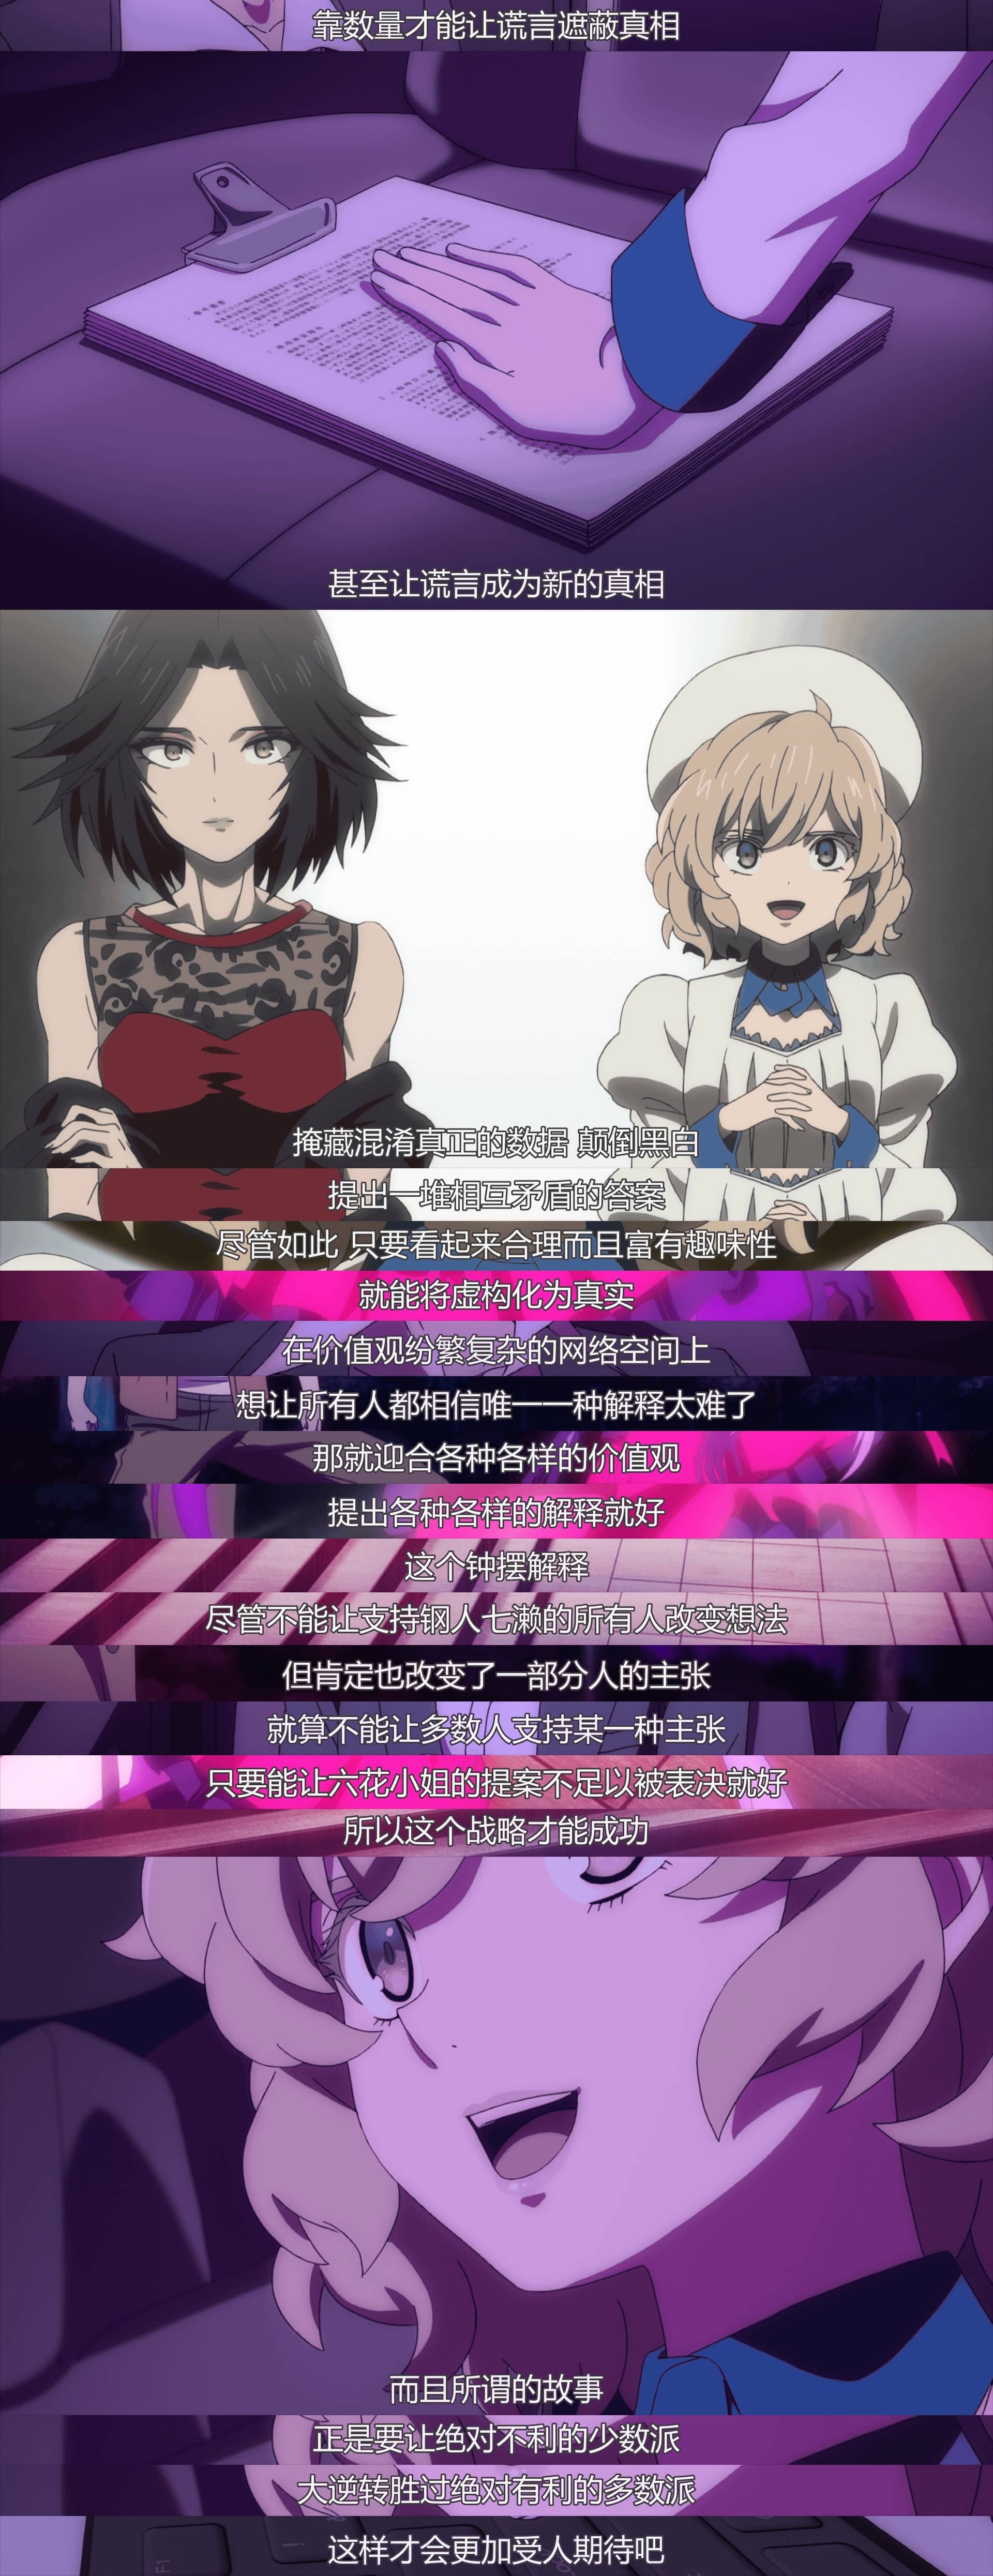 靠数量才能让谎言遮蔽真相
甚至让谎言成为新的真相
掩藏混淆真正的数据 颠倒黑白
提出一堆相互矛盾的答案
尽管如此 只要看起来合理而且富有趣味性
就能将虚构化为真实
在价值观纷繁复杂的网络空间上
想让所有人都相信唯一一种解释太难了
那就迎合各种各样的价值观
提出各种各样的解释就好
这个钟摆解释
尽管不能让支持钢人七濑的所有人改变想法
但肯定也改变了一部分人的主张
就算不能让多数人支持某一种主张
只要能让六花小姐的提案不足以被表决就好
所以这个战略才能成功
而且所谓的故事
正是要让绝对不利的少数派
大逆转胜过绝对有利的多数派
这样才会更加受人期待吧
F1